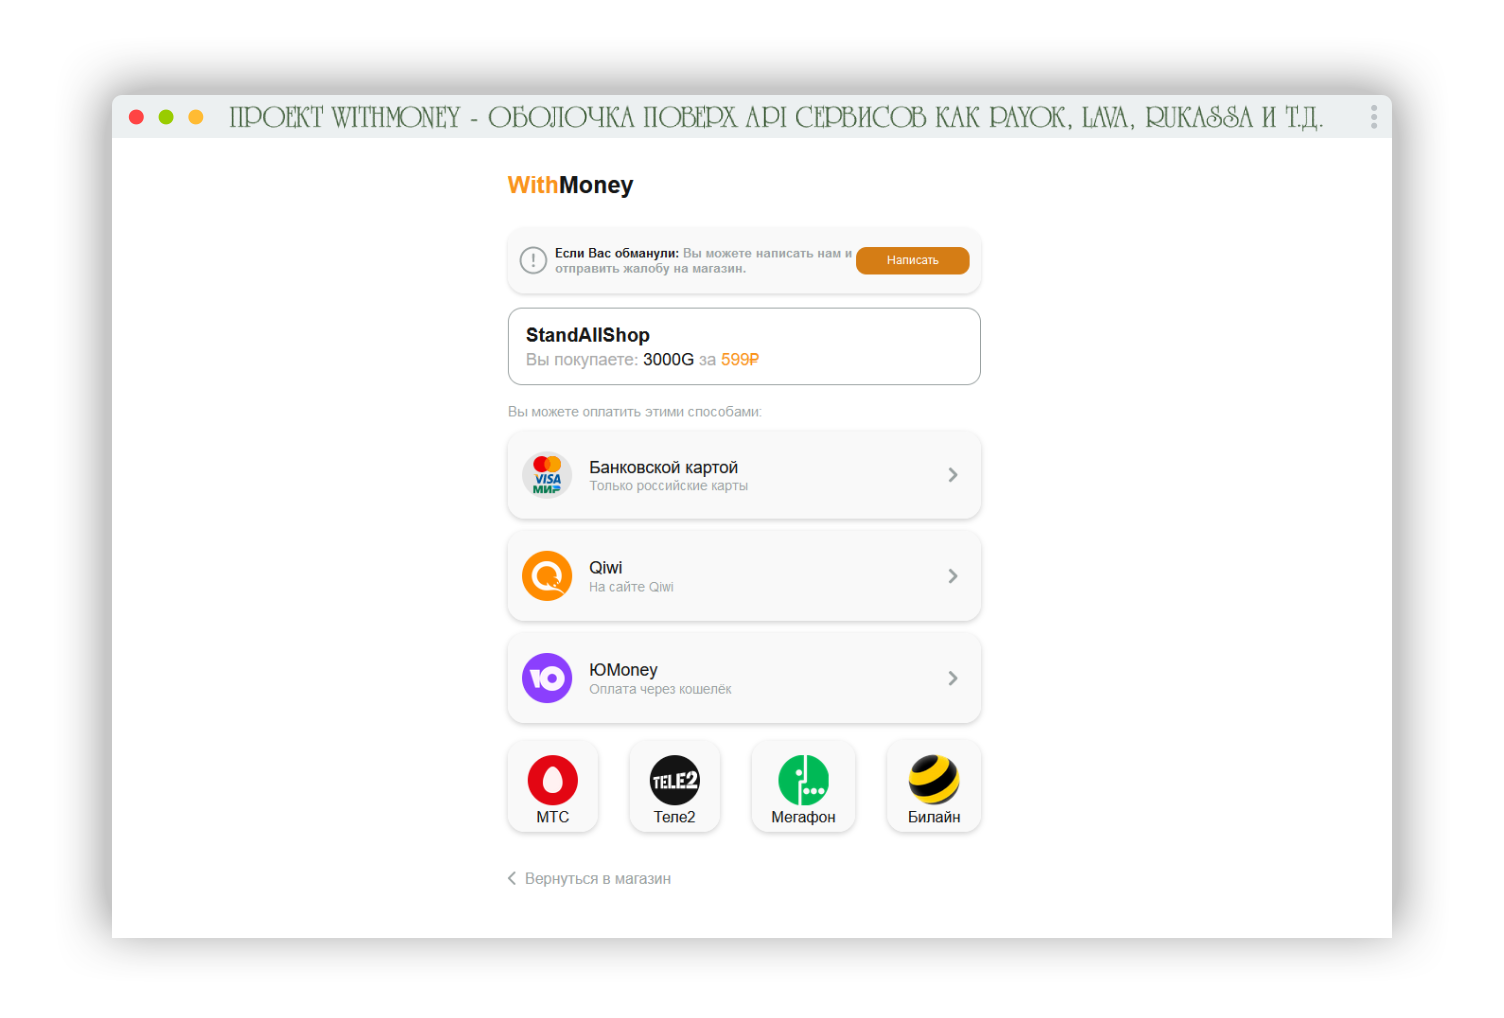 ПРОЕКТ WITHMONEY - ОБОЛОЧКА ПОВЕРХ API СЕРВИСОВ КАК PAYOK, LAVA, RUKASSA И Т.Д.
WithMoney
Если Вас обманули: Вы можете написать нам и
отправить жалобу на магазин.
Написать
StandAllShop
Вы покупаете: 3000G за 599₽
Вы можете оплатить этими способами:
VISA
МИР
Банковской картой
Только российские карты
Qiwi
На сайте Qiwi
Ю
ЮMoney
Оплата через кошелёк
TELE2
МТС
Теле2
Мегафон
Билайн
Вернуться в магазин